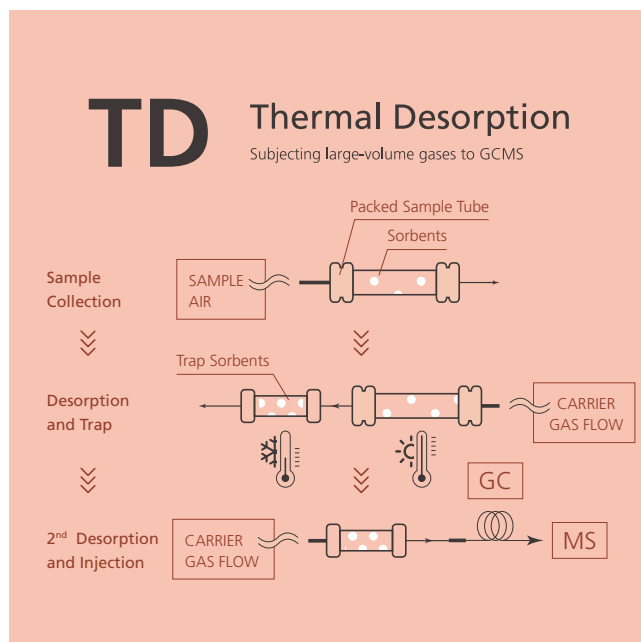 TD
Thermal Desorption
Subjecting large-volume gases to GCMS
Packed Sample Tube
Sorbents
Sample
Collection
SAMPLE
AIR
Trap Sorbents
Desorption
and Trap
CARRIER
GAS FLOW
GC
2nd Desorption
and Injection
CARRIER
GAS FLOW
MS